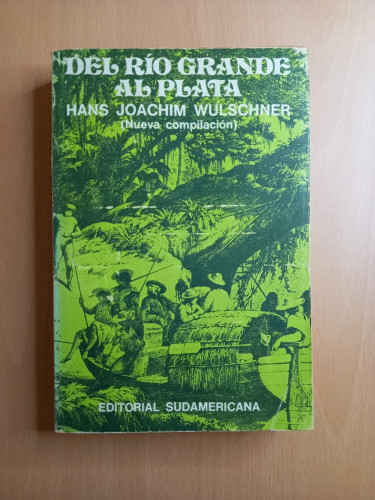 DEL RÍO GRANDE
AL PLATA
HANS JOACHIM WULSCHNER
(Nueva compilación)
EDITORIAL SUDAMERICANA